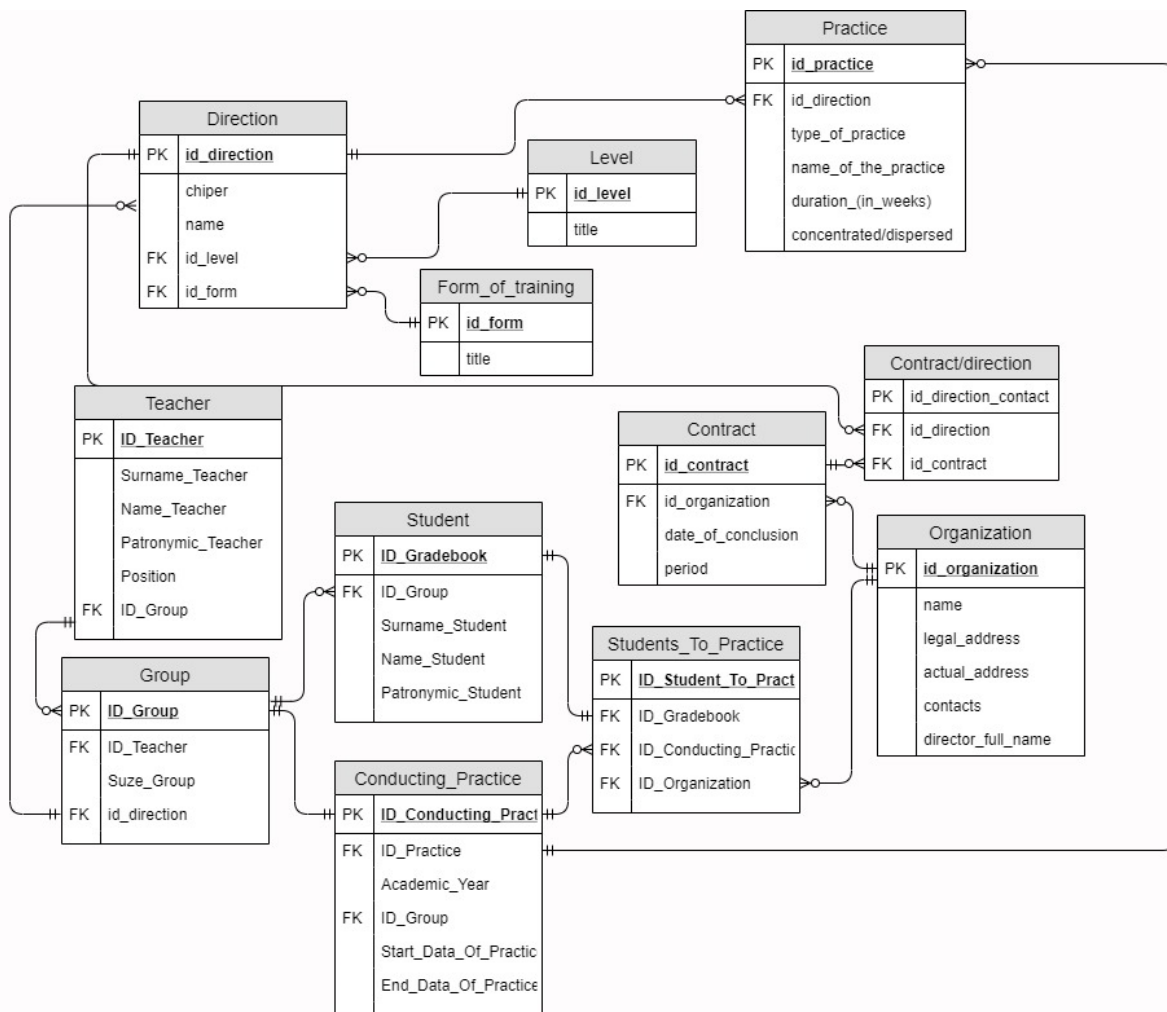 Practice
PK id_practice
FK id_direction
type_of_practice
name_of_the_practice
duration_(in_weeks)
concentrated/dispersed
Direction
PK id_direction
chiper
name
FK id_level
FK id_form
Level
PK id_level
title
Form_of_training
PK id_form
title
Contract/direction
PK id_direction_contact
FK id_direction
FK id_contract
Teacher
PK ID_Teacher
Surname_Teacher
Name_Teacher
Patronymic_Teacher
Position
FK ID_Group
Contract
PK id_contract
FK id_organization
date_of_conclusion
period
Student
PK ID_Gradebook
FK ID_Group
Surname_Student
Name_Student
Patronymic_Student
Organization
PK id_organization
name
legal_address
actual_address
contacts
director_full_name
Students_To_Practice
PK ID_Student_To_Pract
FK ID_Gradebook
FK ID_Conducting_Practic
FK ID_Organization
Group
PK ID_Group
FK ID_Teacher
Suze_Group
FK id_direction
Conducting_Practice
PK ID_Conducting_Pract
FK ID_Practice
Academic_Year
FK ID_Group
Start_Data_Of_Practic
End_Data_Of_Practice